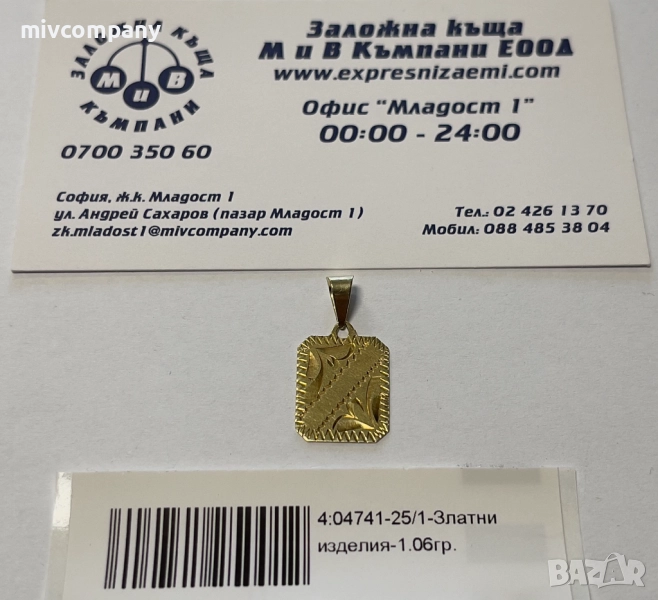 mivcompany
ЗАЛОЖНА КЪЩА
М и В
КЪМПАНИ
0700 350 60
Заложна къща
М и В Къмпани ЕООД
www.expresnizaemi.com
Офис "Младост 1"
00:00 - 24:00
София, ж.к. Младост 1
ул. Андрей Сахаров (пазар Младост 1)
zk.mladost1@mivcompany.com
Тел.: 02 426 13 70
Мобил: 088 485 38 04
4:04741-25/1-Златни
изделия-1.06гр.
BAZAR